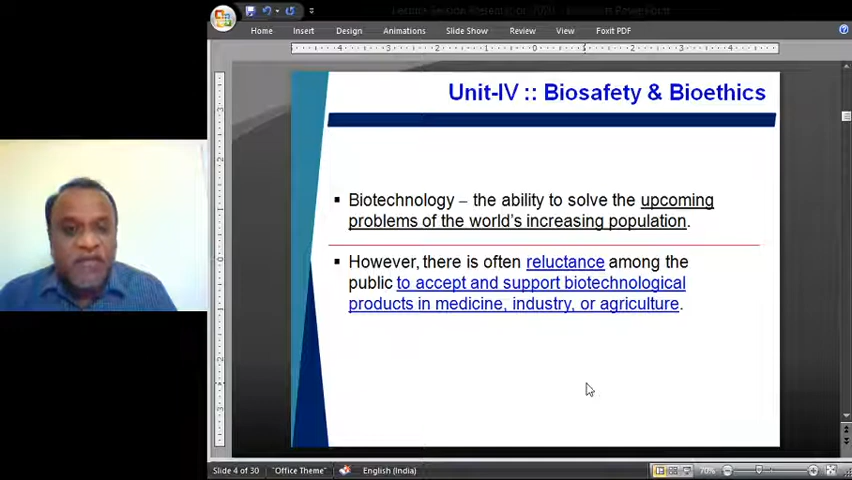 Home Insert Design Animations Slide Show Review View Foxit PDF
Unit-IV :: Biosafety & Bioethics
▪ Biotechnology – the ability to solve the upcoming
problems of the world's increasing population.
▪ However, there is often reluctance among the
public to accept and support biotechnological
products in medicine, industry, or agriculture.
Slide 4 of 30 "Office Theme" English (India) 70%